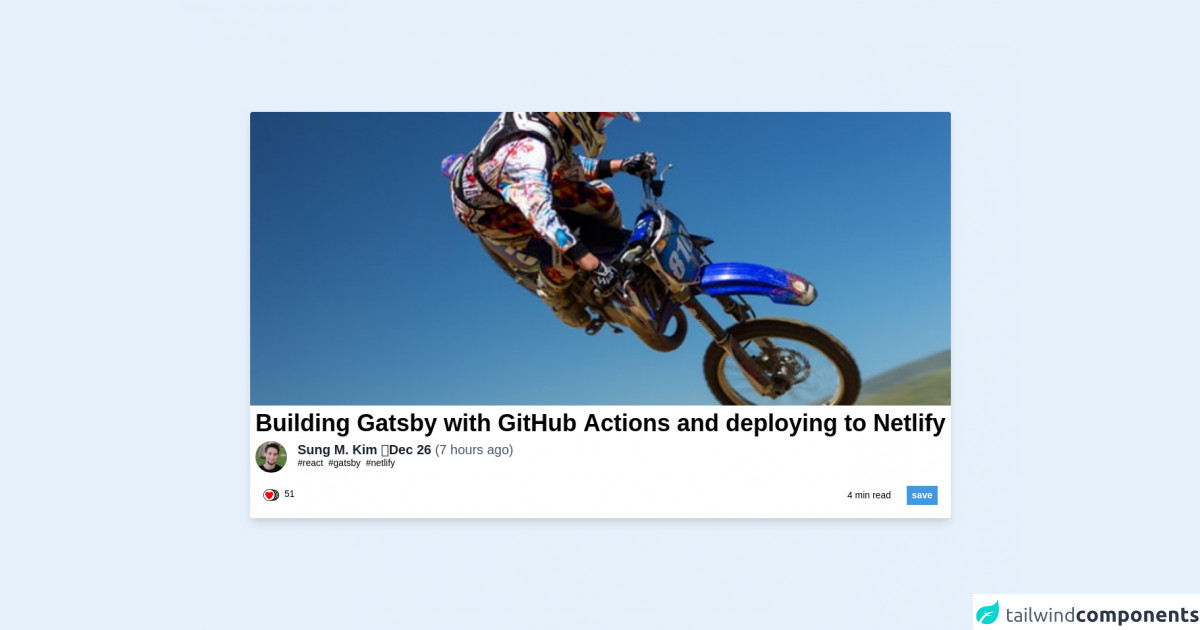 Building Gatsby with GitHub Actions and deploying to Netlify
Sung M. Kim Dec 26 (7 hours ago)
#react #gatsby #netlify
51
4 min read
save
tailwindcomponents